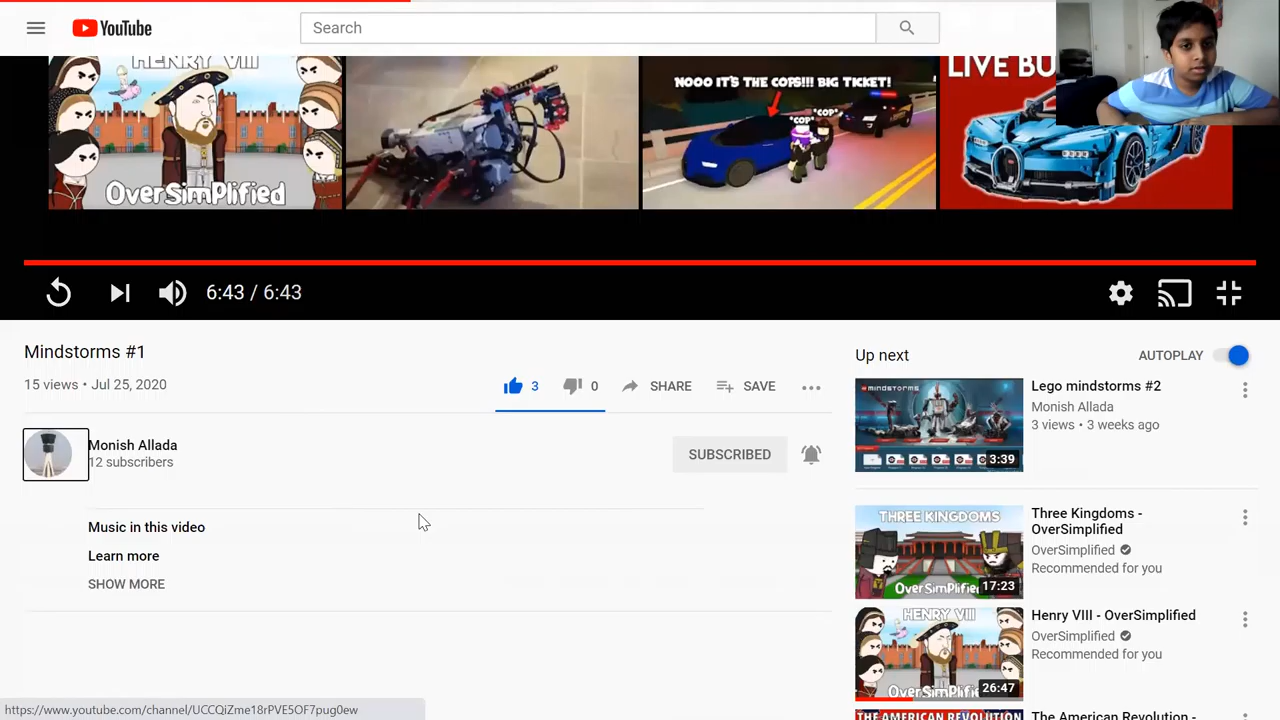 YouTube
Search
HENRY VIII
OverSimplified
NOOO IT'S THE COPS!!! BIG TICKET!
*COP*
*COP*
LIVE BU
6:43 / 6:43
Mindstorms #1
15 views • Jul 25, 2020
3
0
SHARE
SAVE
Monish Allada
12 subscribers
SUBSCRIBED
Music in this video
Learn more
SHOW MORE
Up next
AUTOPLAY
MINDSTORMS
3:39
Lego mindstorms #2
Monish Allada
3 views • 3 weeks ago
THREE KINGDOMS
OverSimplifie
17:23
Three Kingdoms -
OverSimplified
OverSimplified
Recommended for you
HENRY VIII
OverSimplifie
26:47
Henry VIII - OverSimplified
OverSimplified
Recommended for you
THE AMERICAN REVOLUTION
The American Revolution -
https://www.youtube.com/channel/UCCQiZme18rPVE5OF7pug0ew